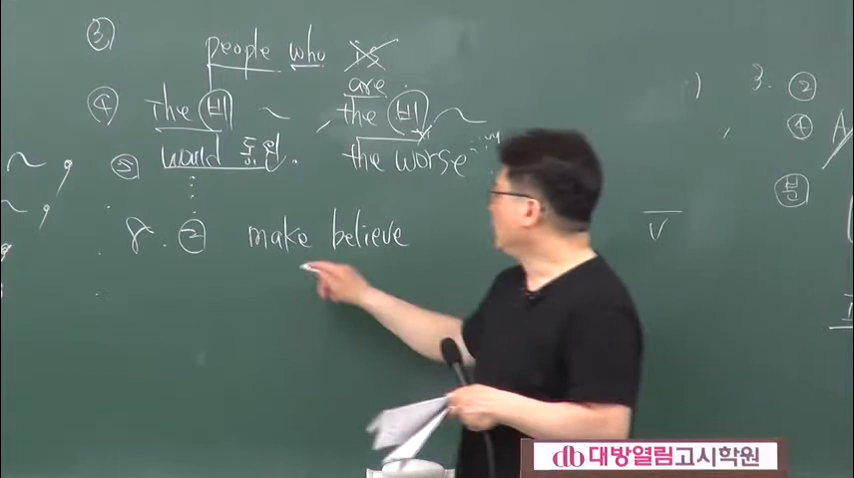 ③
people who is
are
④ The 비 ~ , the 비 ~
⑤ would 동원. the worse
8. ② make believe
3. ②
④
A
V
대방열림고시학원